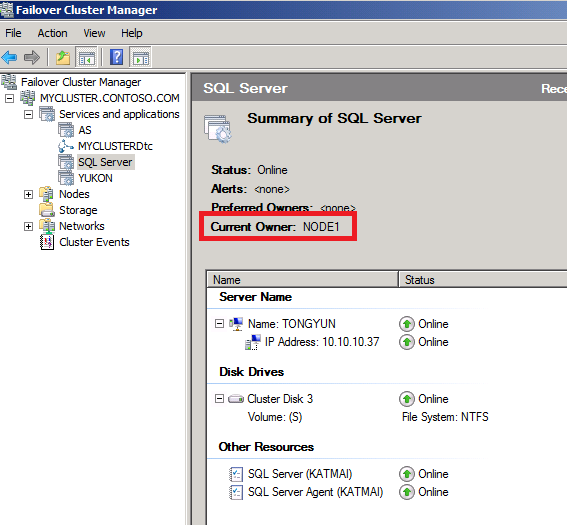 Failover Cluster Manager
File Action View Help
Failover Cluster Manager
MYCLUSTER.CONTOSO.COM
Services and applications
AS
MYCLUSTERDtc
SQL Server
YUKON
Nodes
Storage
Networks
Cluster Events
SQL Server Rece
Summary of SQL Server
Status: Online
Alerts: <none>
Preferred Owners: <none>
Current Owner: NODE1
Name Status
Server Name
Name: TONGYUN Online
IP Address: 10.10.10.37 Online
Disk Drives
Cluster Disk 3 Online
Volume: (S) File System: NTFS
Other Resources
SQL Server (KATMAI) Online
SQL Server Agent (KATMAI) Online